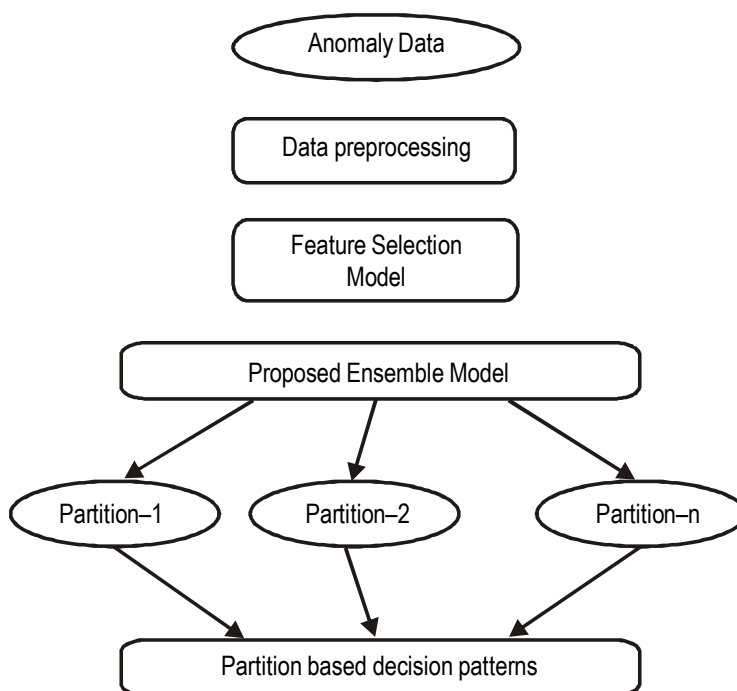 Anomaly Data
Data preprocessing
Feature Selection
Model
Proposed Ensemble Model
Partition–1
Partition–2
Partition–n
Partition based decision patterns